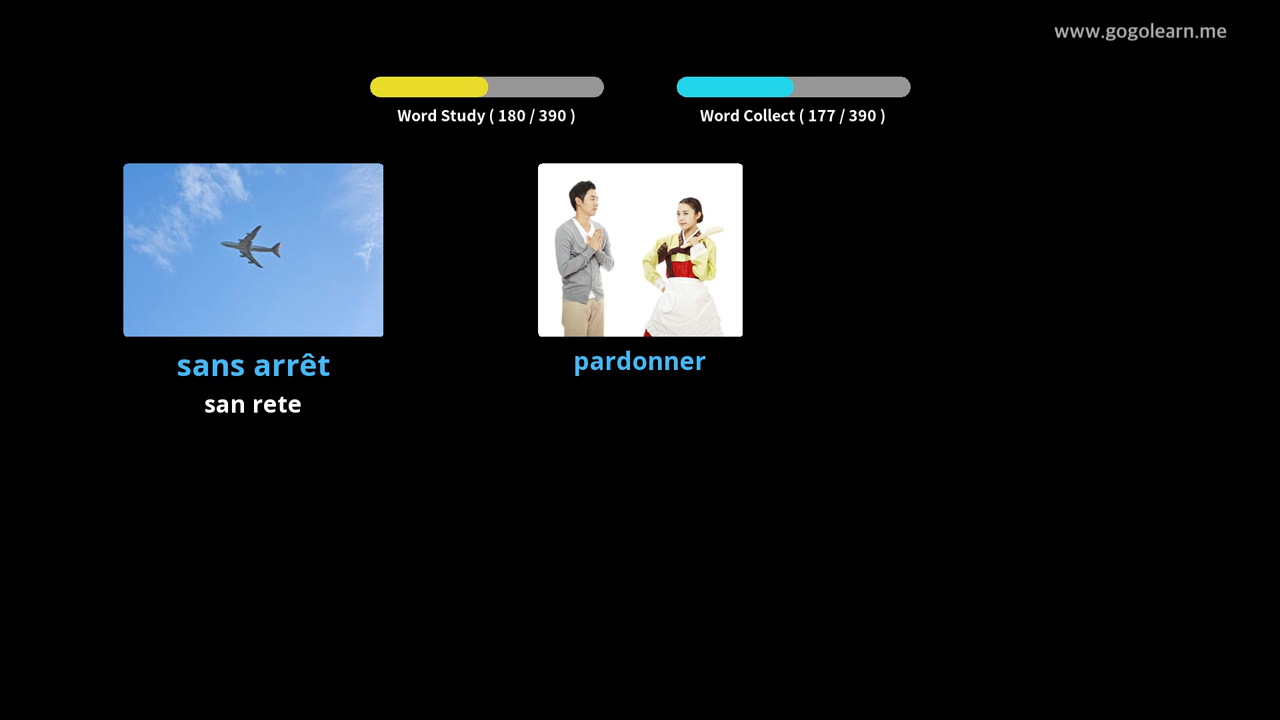 www.gogolearn.me
Word Study ( 180 / 390 )
Word Collect ( 177 / 390 )
sans arrêt
san rete
pardonner